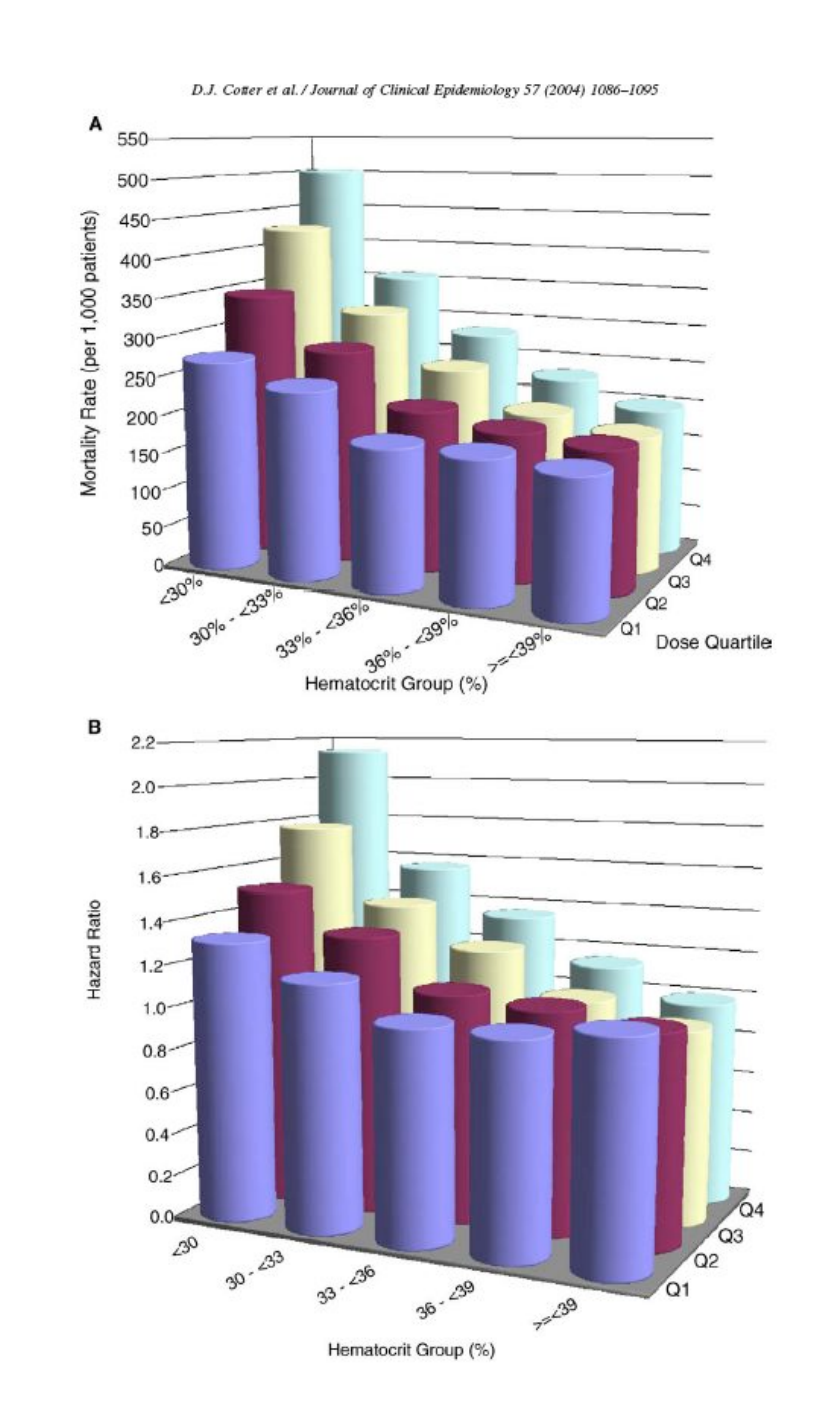 D.J. Cotter et al. / Journal of Clinical Epidemiology 57 (2004) 1086–1095
A
Mortality Rate (per 1,000 patients)
550
500
450
400
350
300
250
200
150
100
50
0
<30%
30% - <33%
33% - <36%
36% - <39%
>=<39%
Q1
Q2
Q3
Q4
Dose Quartile
Hematocrit Group (%)
B
Hazard Ratio
2.2
2.0
1.8
1.6
1.4
1.2
1.0
0.8
0.6
0.4
0.2
0.0
<30
30 - <33
33 - <36
36 - <39
>=<39
Q1
Q2
Q3
Q4
Hematocrit Group (%)